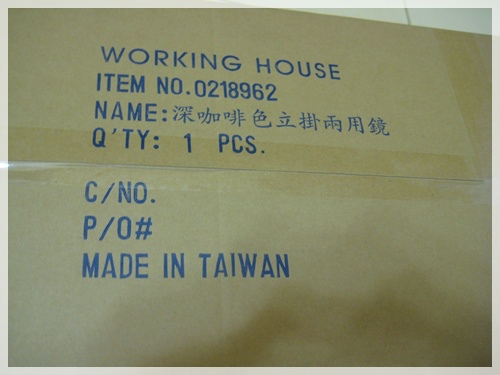 WORKING HOUSE
ITEM NO.0218962
NAME:深咖啡色立掛兩用鏡
Q'TY: 1 PCS.
C/NO.
P/O#
MADE IN TAIWAN